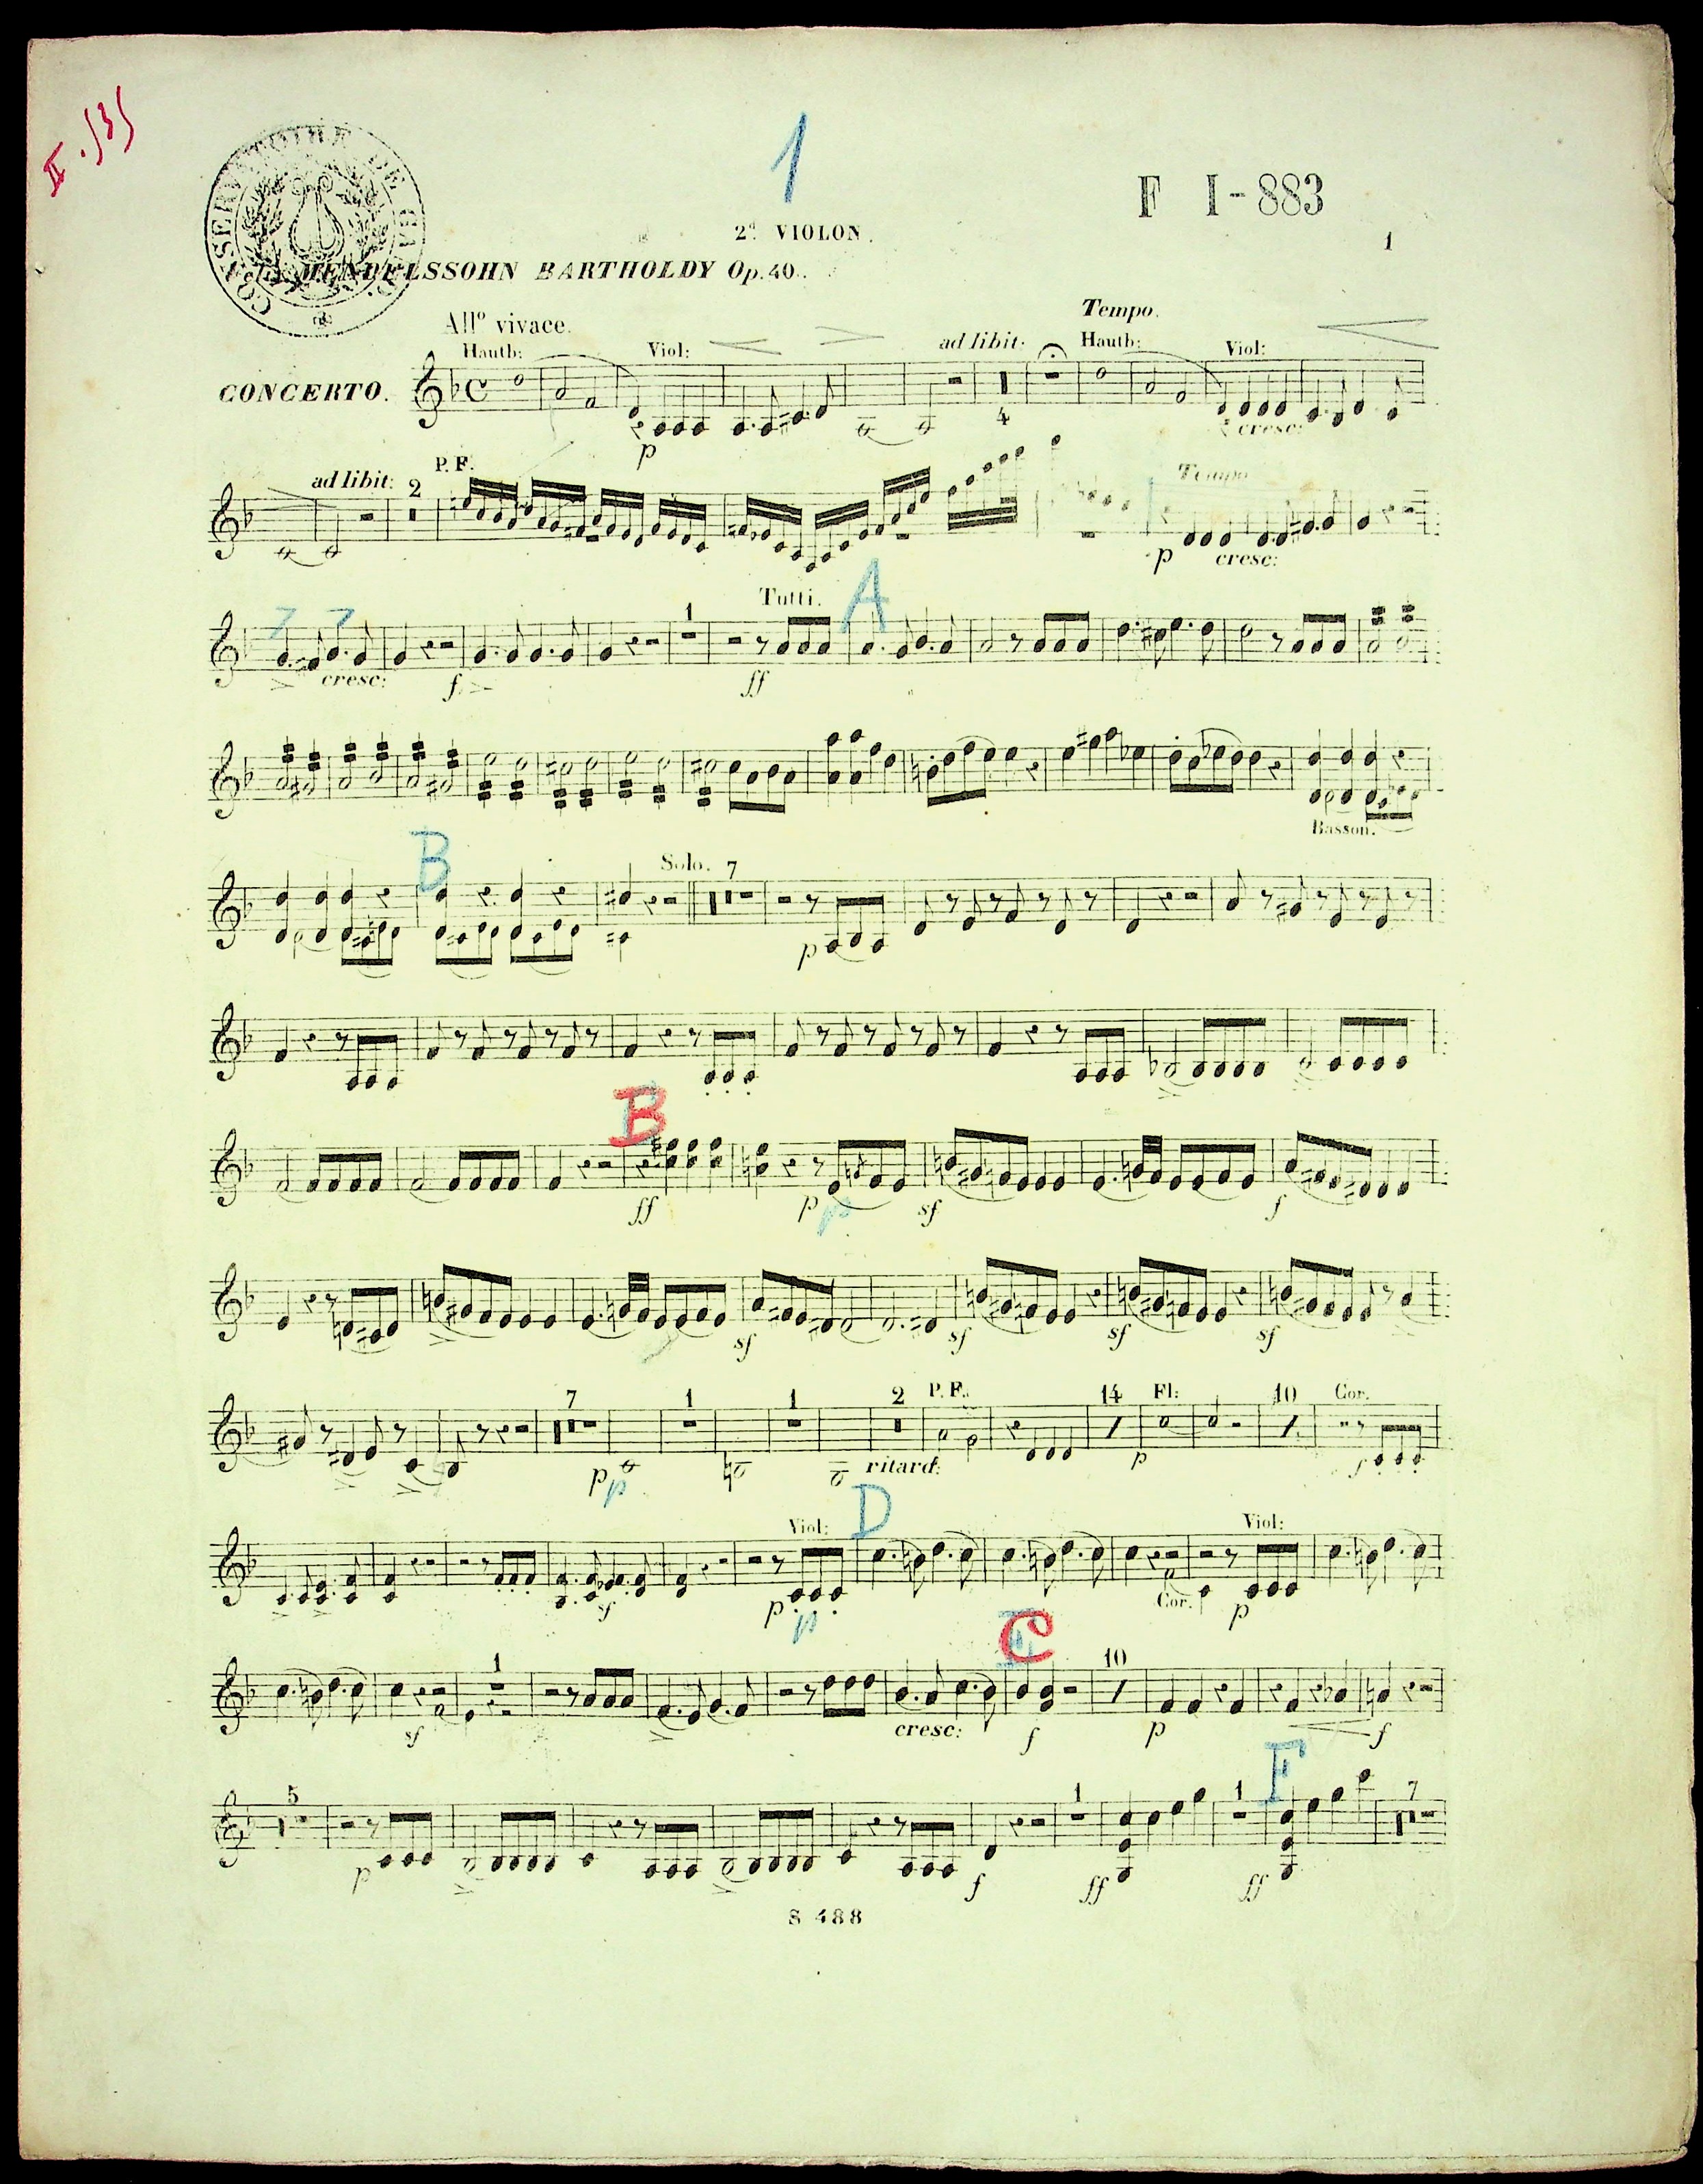 II.
1
F I-883
CONSERVATOIRE DE GAND
2.d VIOLON.
1
MENDELSSOHN BARTHOLDY Op.40.
Tempo.
All.o vivace.
Hautb: Viol: ad libit: Hautb: Viol:
CONCERTO.
4
p cresc:
P. F. Tempo
ad libit: 2
p cresc:
Tutti. A
1
cresc: f ff
Basson.
B
Solo. 7
p
B
ff p p sf f
sf sf sf sf
7 1 1 2 P. F. 14 Fl: 10 Cor.
p p ritard: p f
D
Viol: Viol:
sf p p Cor. p
E C
1 10
sf cresc: f p f
F
5 1 1 7
p f ff ff
S 488